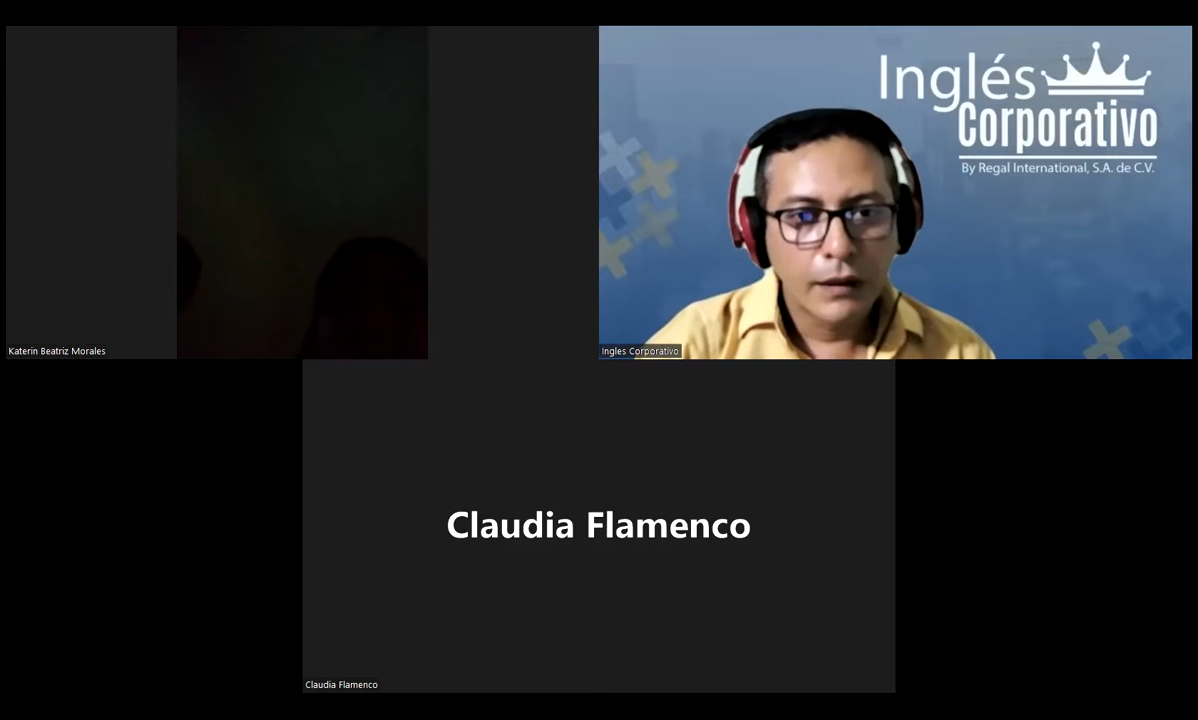 Inglés
Corporativo
By Regal International, S.A. de C.V.
Katerin Beatriz Morales
Ingles Corporativo
Claudia Flamenco
Claudia Flamenco